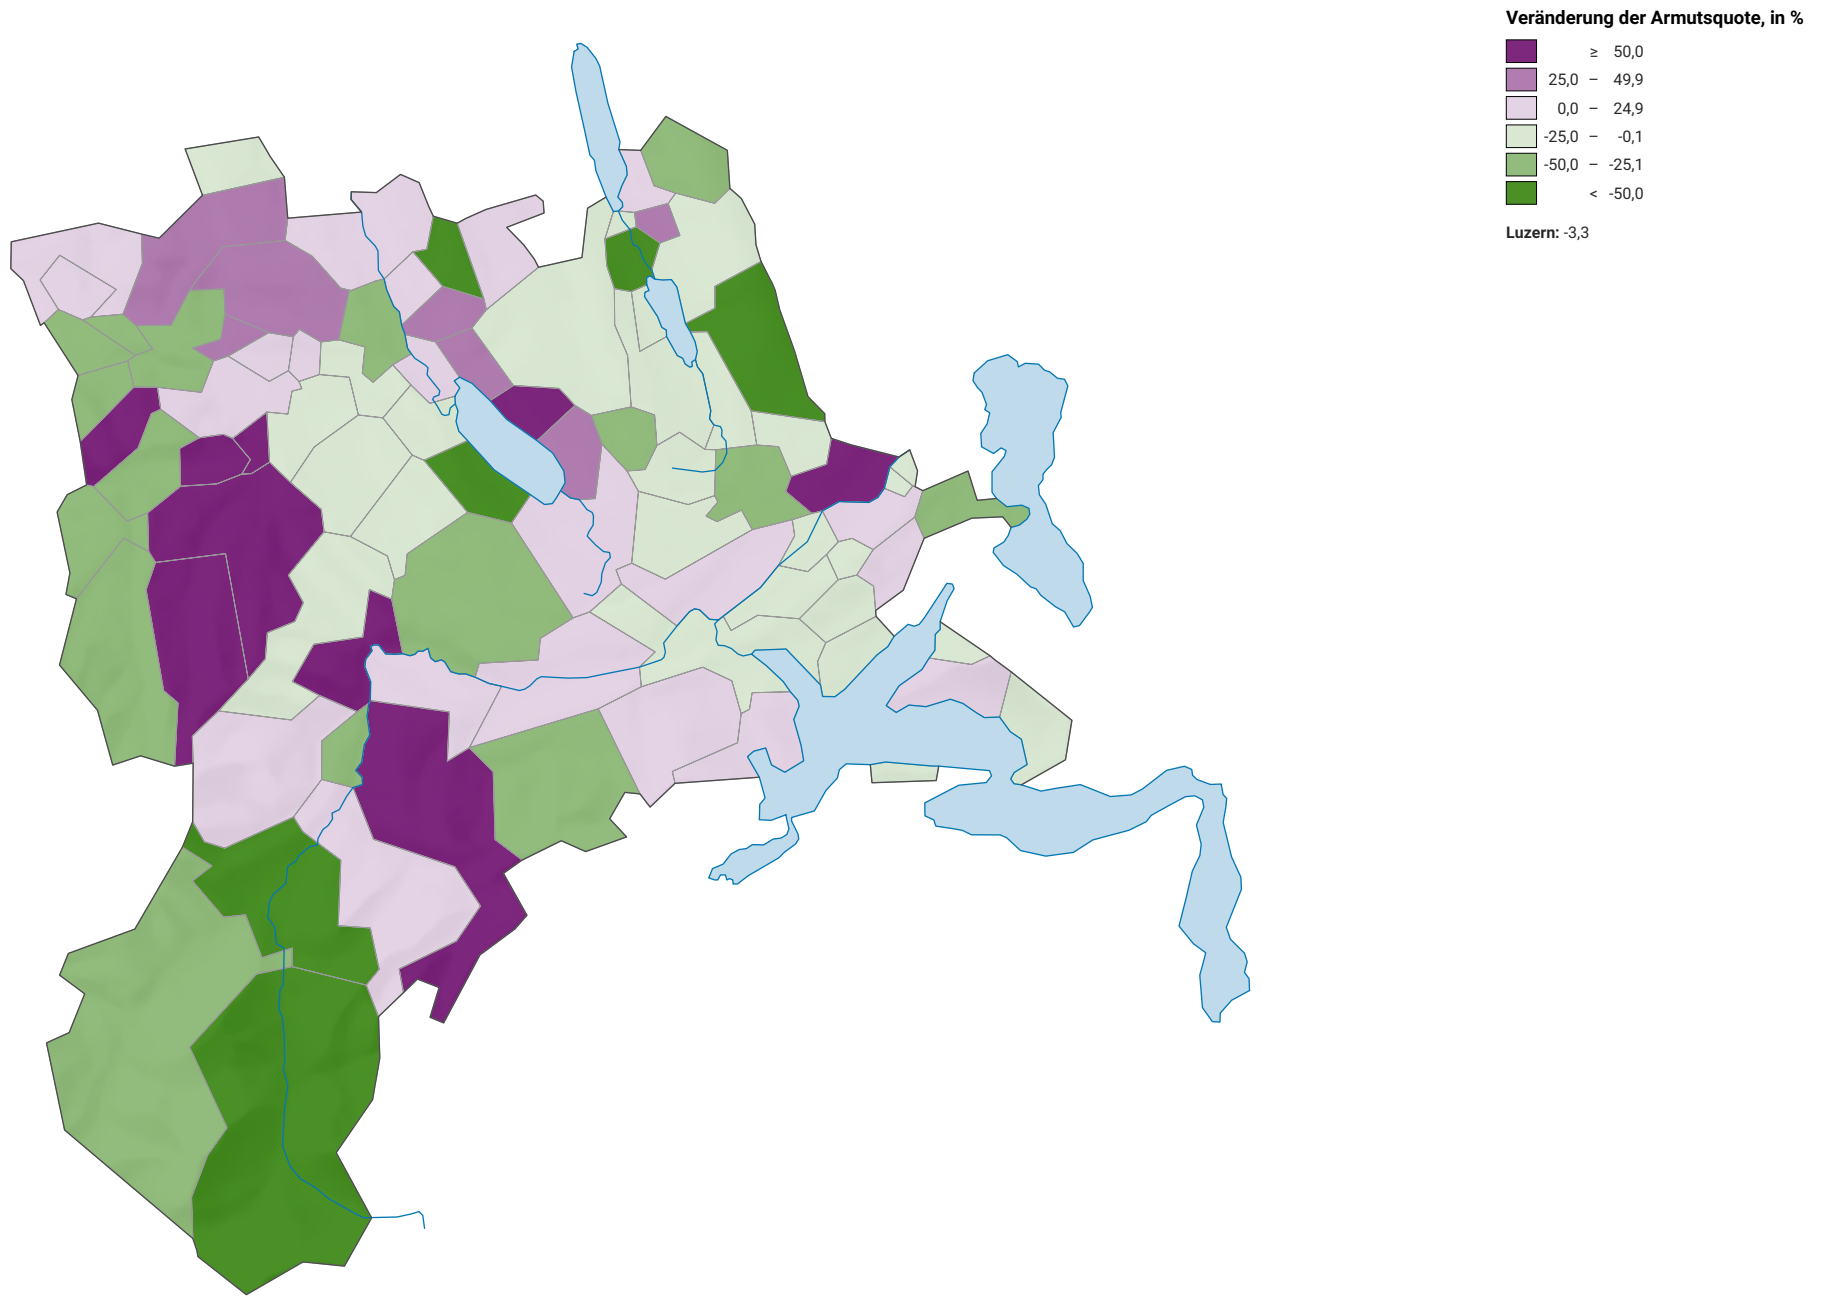 Veränderung der Armutsquote, in %
≥ 50,0
25,0 – 49,9
0,0 – 24,9
-25,0 – -0,1
-50,0 – -25,1
< -50,0
Luzern: -3,3